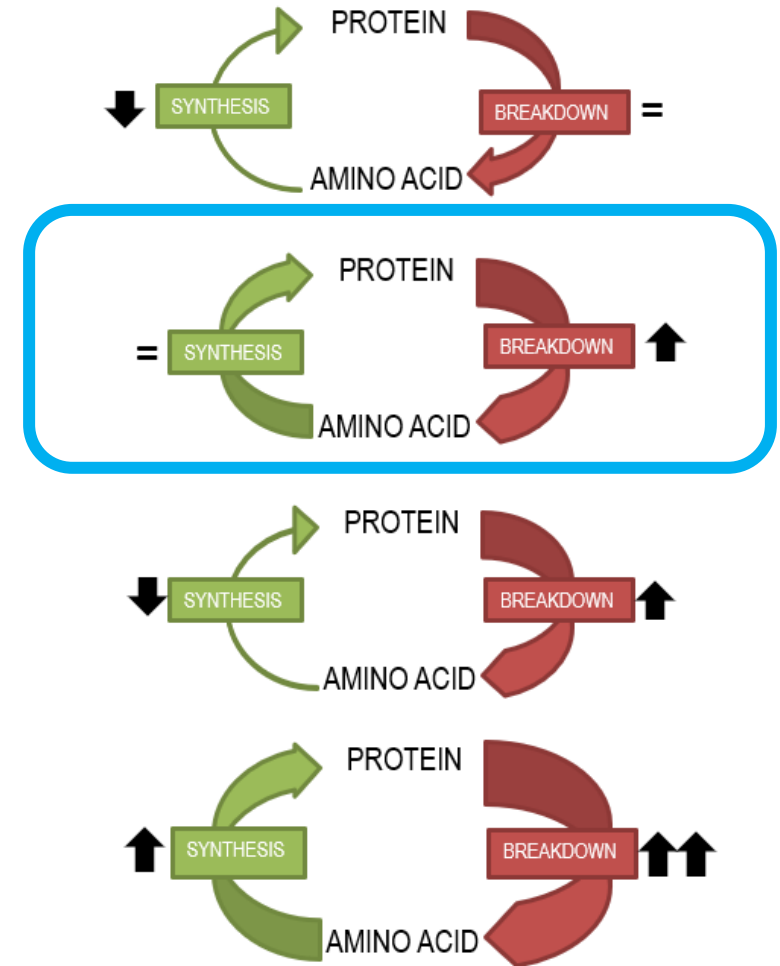 PROTEIN
SYNTHESIS
BREAKDOWN
=
AMINO ACID
PROTEIN
=
SYNTHESIS
BREAKDOWN
AMINO ACID
PROTEIN
SYNTHESIS
BREAKDOWN
AMINO ACID
PROTEIN
SYNTHESIS
BREAKDOWN
AMINO ACID